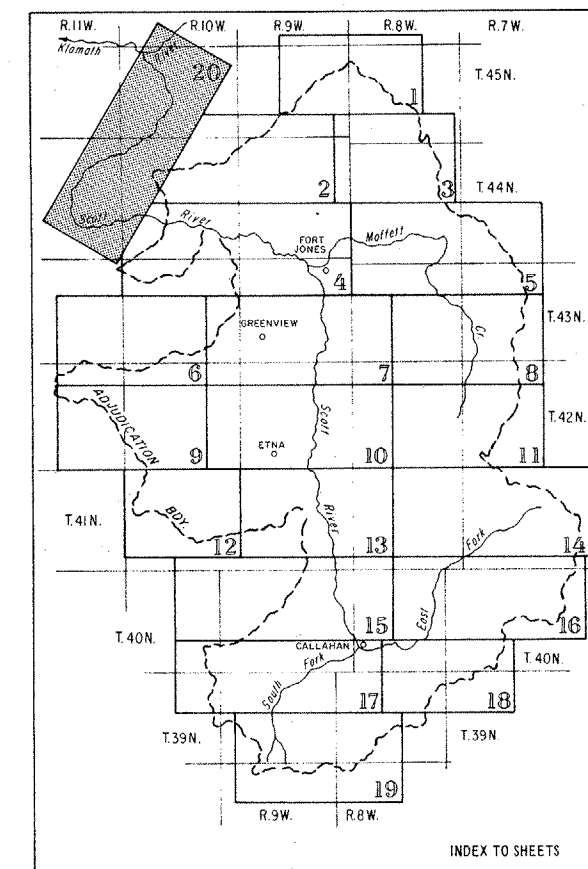 R.11W. R.10W. R.9W. R.8W. R.7W.
Klamath River
20
T.45N.
1
2
3
T.44N.
Scott River
FORT JONES
Moffett
Cr.
4
5
GREENVIEW
T.43N.
6
7
8
ADJUDICATION BDY.
Scott River
T.42N.
ETNA
9
10
11
T.41N.
12
13
East Fork
14
T.40N.
15
16
CALLAHAN
South Fork
T.40N.
17
18
T.39N.
T.39N.
19
R.9W. R.8W.
INDEX TO SHEETS